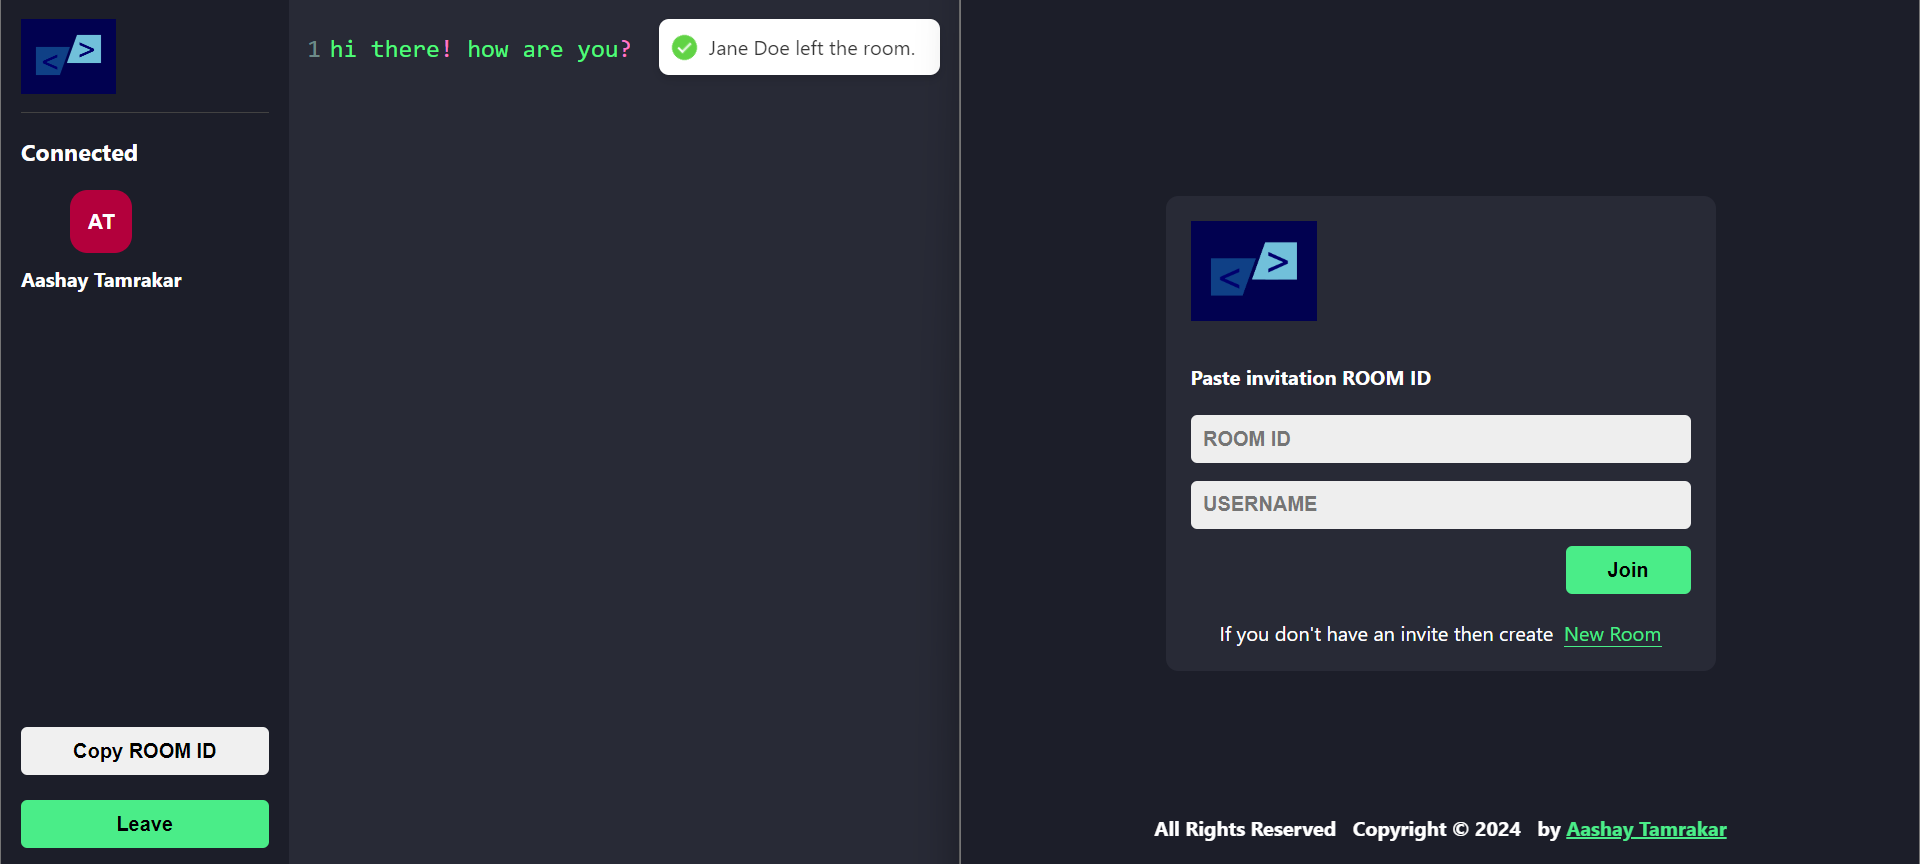 < >
Connected
AT
Aashay Tamrakar
Copy ROOM ID
Leave
1 hi there! how are you?
Jane Doe left the room.
< >
Paste invitation ROOM ID
ROOM ID
USERNAME
Join
If you don't have an invite then create New Room
All Rights Reserved Copyright © 2024 by Aashay Tamrakar